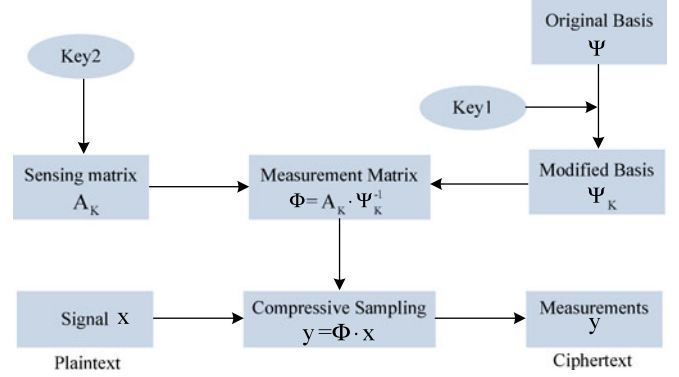 Original Basis
Ψ
Key2
Key1
Sensing matrix
A_K
Measurement Matrix
Φ= A_K · Ψ_K^-1
Modified Basis
Ψ_K
Signal x
Compressive Sampling
y =Φ · x
Measurements
y
Plaintext
Ciphertext